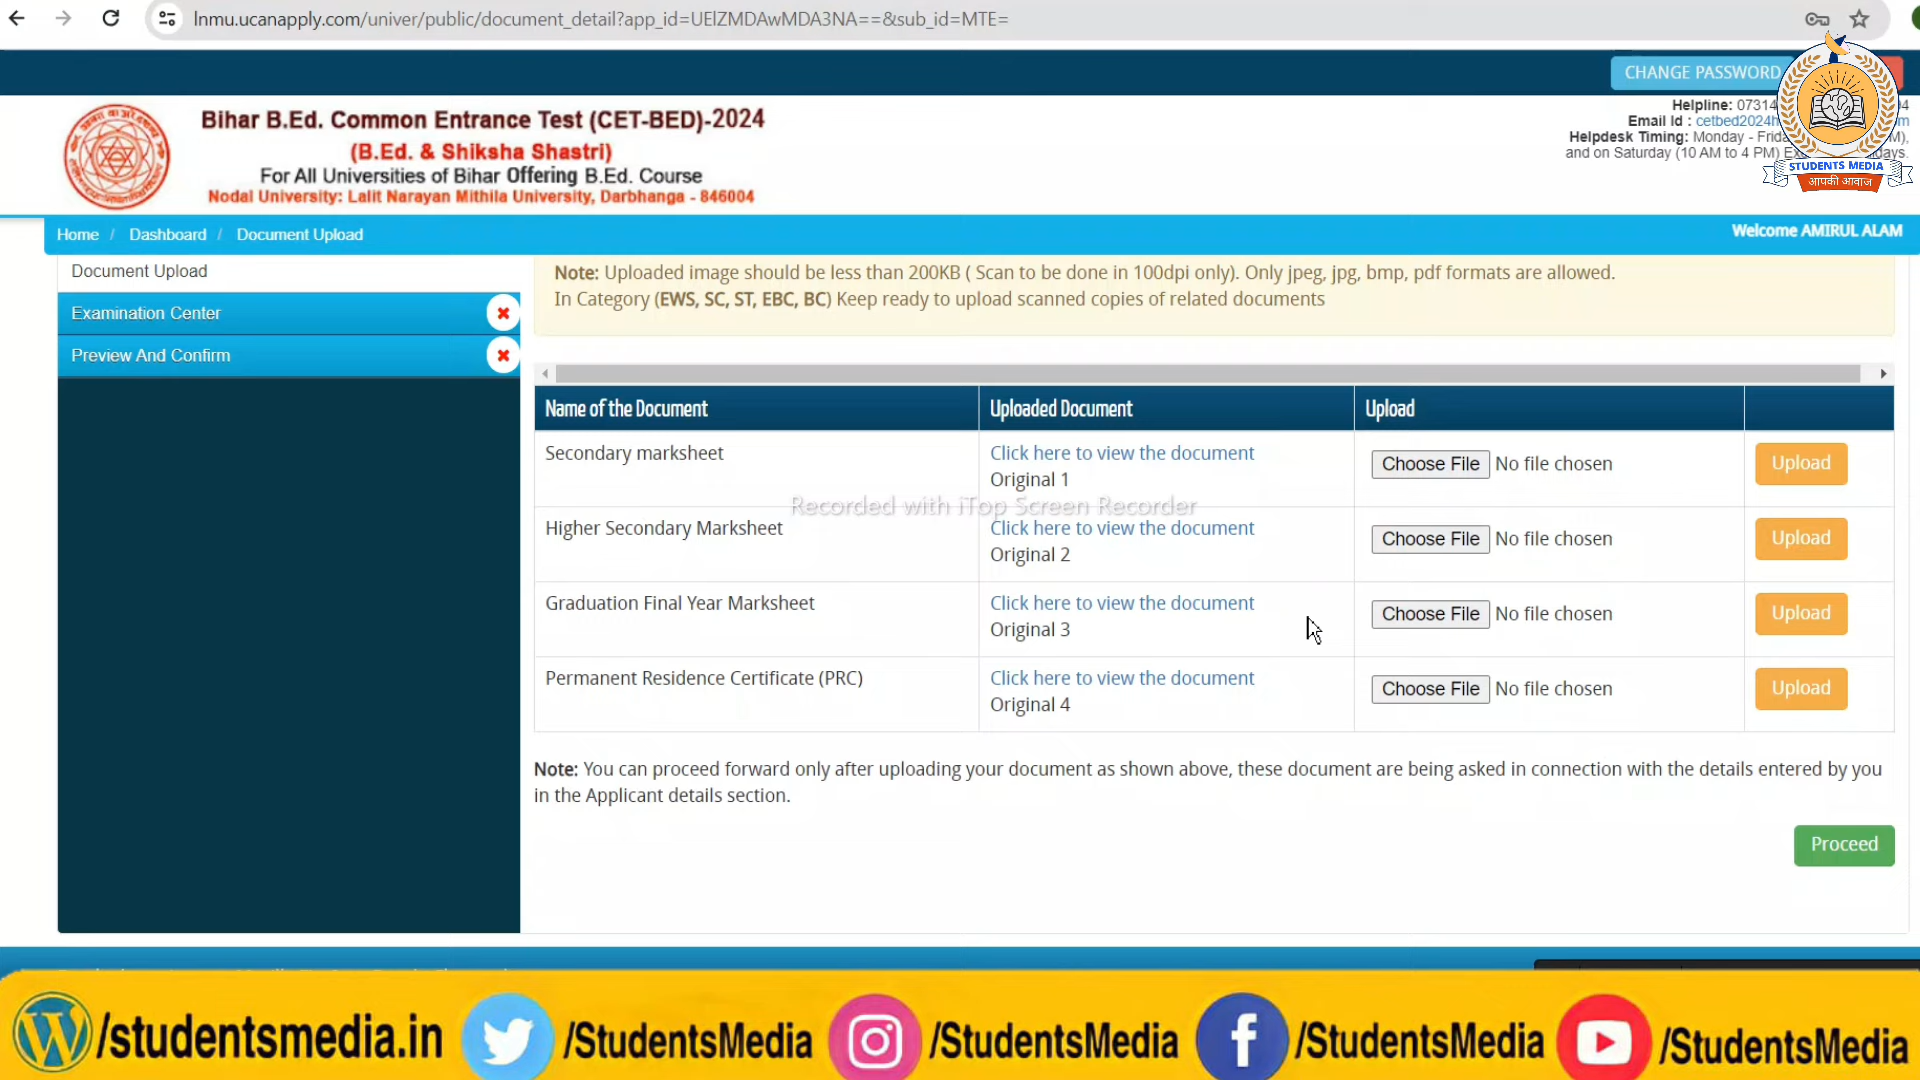 lnmu.ucanapply.com/univer/public/document_detail?app_id=UElZMDAwMDA3NA==&sub_id=MTE=
CHANGE PASSWORD
Bihar B.Ed. Common Entrance Test (CET-BED)-2024
(B.Ed. & Shiksha Shastri)
For All Universities of Bihar Offering B.Ed. Course
Nodal University: Lalit Narayan Mithila University, Darbhanga - 846004
Helpline: 07314
Email Id : cetbed2024
Helpdesk Timing: Monday -
and on Saturday (10 AM to 4 PM)
STUDENTS MEDIA
आपकी आवाज
Home / Dashboard / Document Upload
Welcome AMIRUL ALAM
Document Upload
Examination Center
Preview And Confirm
Note: Uploaded image should be less than 200KB ( Scan to be done in 100dpi only). Only jpeg, jpg, bmp, pdf formats are allowed.
In Category (EWS, SC, ST, EBC, BC) Keep ready to upload scanned copies of related documents
Name of the Document Uploaded Document Upload
Secondary marksheet Click here to view the document Choose File No file chosen Upload
Original 1
Recorded with iTop Screen Recorder
Higher Secondary Marksheet Click here to view the document Choose File No file chosen Upload
Original 2
Graduation Final Year Marksheet Click here to view the document Choose File No file chosen Upload
Original 3
Permanent Residence Certificate (PRC) Click here to view the document Choose File No file chosen Upload
Original 4
Note: You can proceed forward only after uploading your document as shown above, these document are being asked in connection with the details entered by you
in the Applicant details section.
Proceed
/studentsmedia.in /StudentsMedia /StudentsMedia /StudentsMedia /StudentsMedia